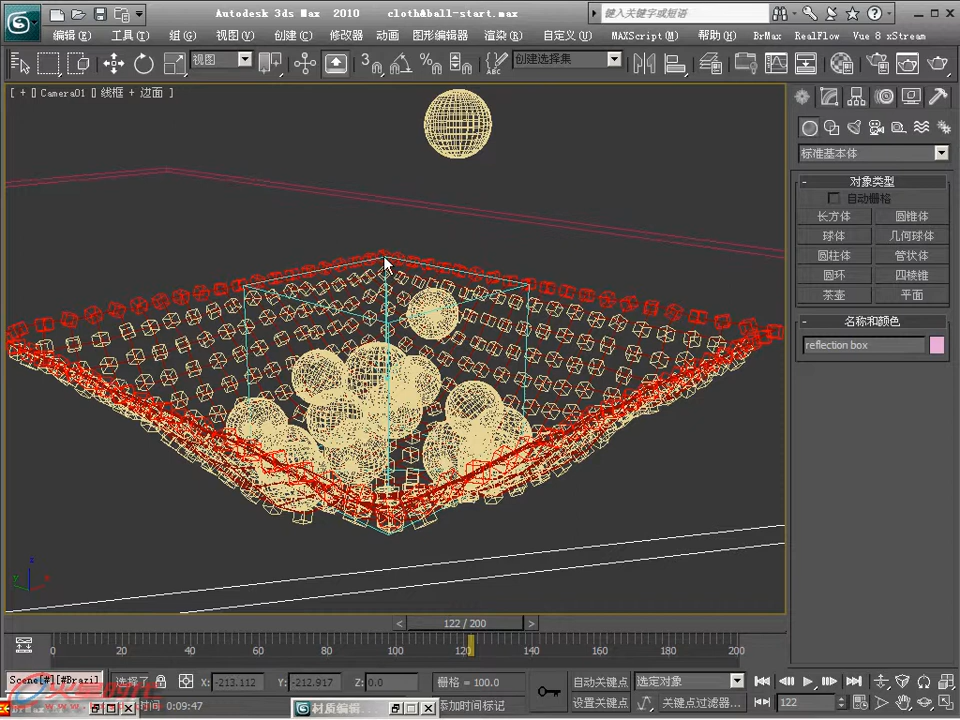 Autodesk 3ds Max 2010 cloth&ball-start.max
键入关键字或短语
编辑(E) 工具(T) 组(G) 视图(V) 创建(C) 修改器 动画 图形编辑器 渲染(R) 自定义(U) MAXScript(M) 帮助(H) BrMax RealFlow Vue 8 xStream
视图 3 创建选择集
[ + [] Camera01 [] 线框 + 边面 ]
标准基本体
- 对象类型
自动栅格
长方体 圆锥体
球体 几何球体
圆柱体 管状体
圆环 四棱锥
茶壶 平面
- 名称和颜色
reflection box
z
y x
< 122 / 200 >
0 20 40 60 80 100 120 140 160 180 200
Scene[#][#Brazil 选择了 X: -213.112 Y: -212.917 Z: 0.0 栅格 = 100.0 自动关键点 选定对象
时间 0:09:47 材质编辑 添加时间标记 设置关键点 关键点过滤器... 122